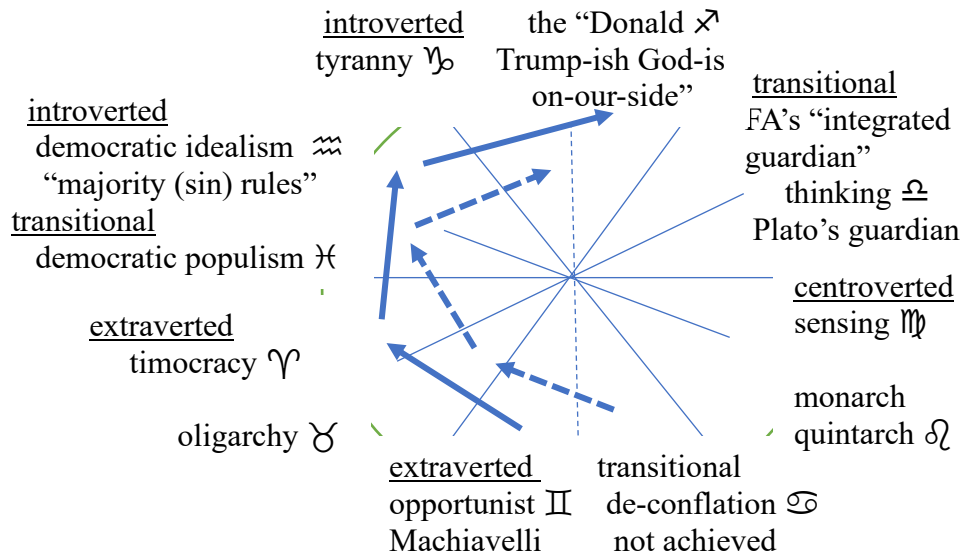 introverted
tyranny ♑
the “Donald ♐
Trump-ish God-is
on-our-side”
transitional
FA’s “integrated
guardian”
thinking ♎
Plato’s guardian
introverted
democratic idealism ♒
“majority (sin) rules”
transitional
democratic populism ♓
centroverted
sensing ♍
extraverted
timocracy ♈
monarch
quintarch ♌
oligarchy ♉
extraverted
opportunist ♊
Machiavelli
transitional
de-conflation ♋
not achieved